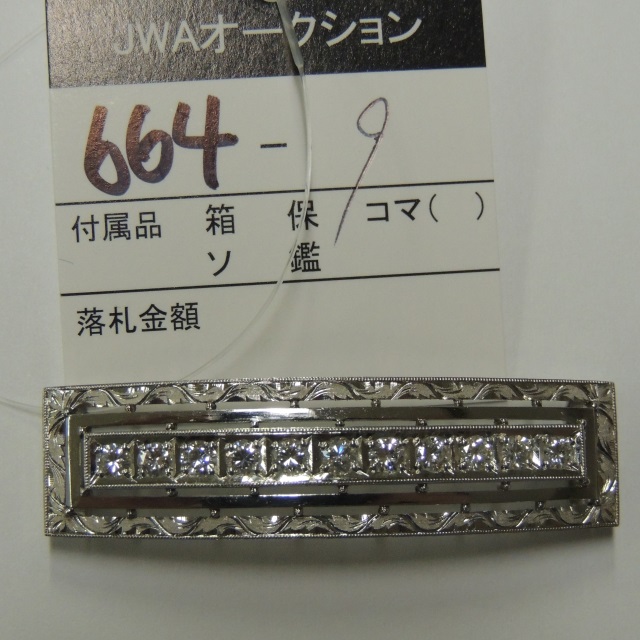 JWAオークション
664-9
付属品 箱 保 コマ( )
ソ 鑑
落札金額